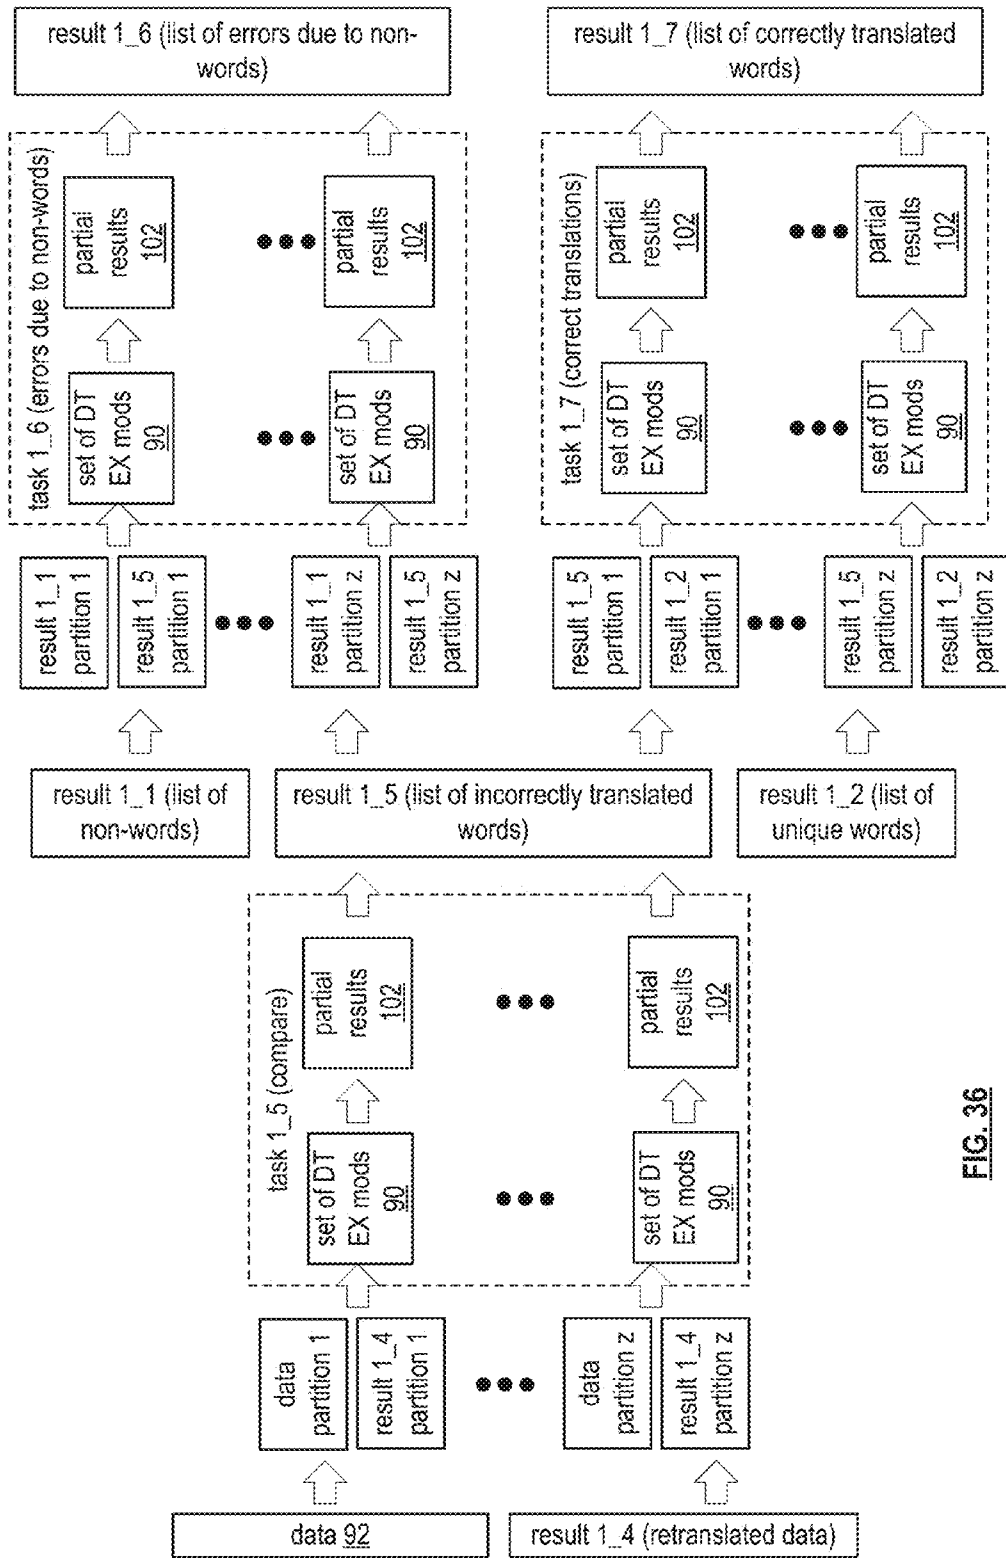 data 92
result 1_4 (retranslated data)
data
partition 1
result 1_4
partition 1
data
partition z
result 1_4
partition z
task 1_5 (compare)
set of DT
EX mods
90
partial
results
102
set of DT
EX mods
90
partial
results
102
result 1_1 (list of
non-words)
result 1_5 (list of incorrectly translated
words)
result 1_2 (list of
unique words)
result 1_1
partition 1
result 1_5
partition 1
result 1_1
partition z
result 1_5
partition z
task 1_6 (errors due to non-words)
set of DT
EX mods
90
partial
results
102
set of DT
EX mods
90
partial
results
102
result 1_6 (list of errors due to non-
words)
result 1_5
partition 1
result 1_2
partition 1
result 1_5
partition z
result 1_2
partition z
task 1_7 (correct translations)
set of DT
EX mods
90
partial
results
102
set of DT
EX mods
90
partial
results
102
result 1_7 (list of correctly translated
words)
FIG. 36